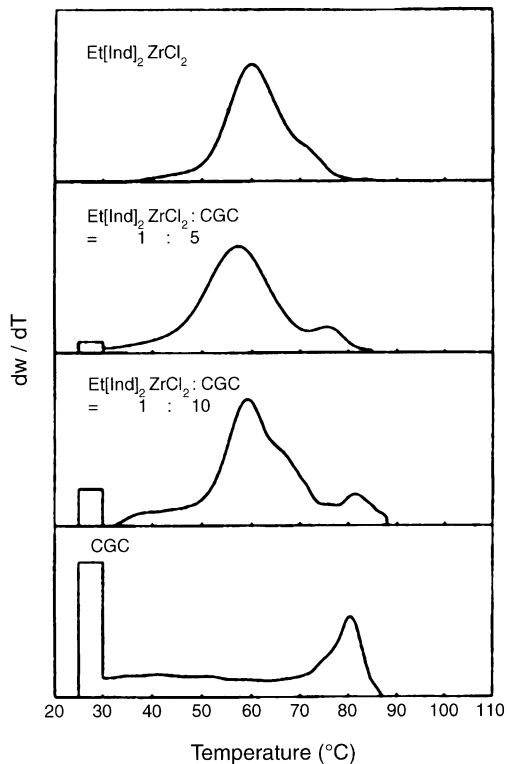 Et[Ind]₂ ZrCl₂
Et[Ind]₂ ZrCl₂ : CGC
= 1 : 5
Et[Ind]₂ ZrCl₂ : CGC
= 1 : 10
CGC
dw / dT
20 30 40 50 60 70 80 90 100 110
Temperature (°C)